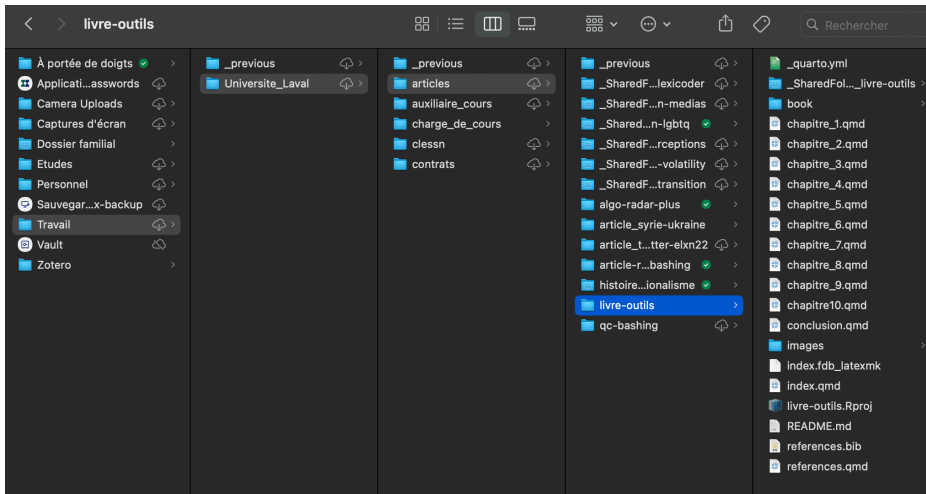 livre-outils
Rechercher
À portée de doigts
Applicati...asswords
Camera Uploads
Captures d'écran
Dossier familial
Etudes
Personnel
Sauvegar...x-backup
Travail
Vault
Zotero
_previous
Universite_Laval
_previous
articles
auxiliaire_cours
charge_de_cours
clessn
contrats
_previous
_SharedF...lexicoder
_SharedF...n-medias
_Shared...n-lgbtq
_SharedF...rceptions
_SharedF...-volatility
_SharedF...transition
algo-radar-plus
article_syrie-ukraine
article_t...tter-elxn22
article-r...bashing
histoire...ionalisme
livre-outils
qc-bashing
_quarto.yml
_SharedFol..._livre-outils
book
chapitre_1.qmd
chapitre_2.qmd
chapitre_3.qmd
chapitre_4.qmd
chapitre_5.qmd
chapitre_6.qmd
chapitre_7.qmd
chapitre_8.qmd
chapitre_9.qmd
chapitre10.qmd
conclusion.qmd
images
index.fdb_latexmk
index.qmd
livre-outils.Rproj
README.md
references.bib
references.qmd